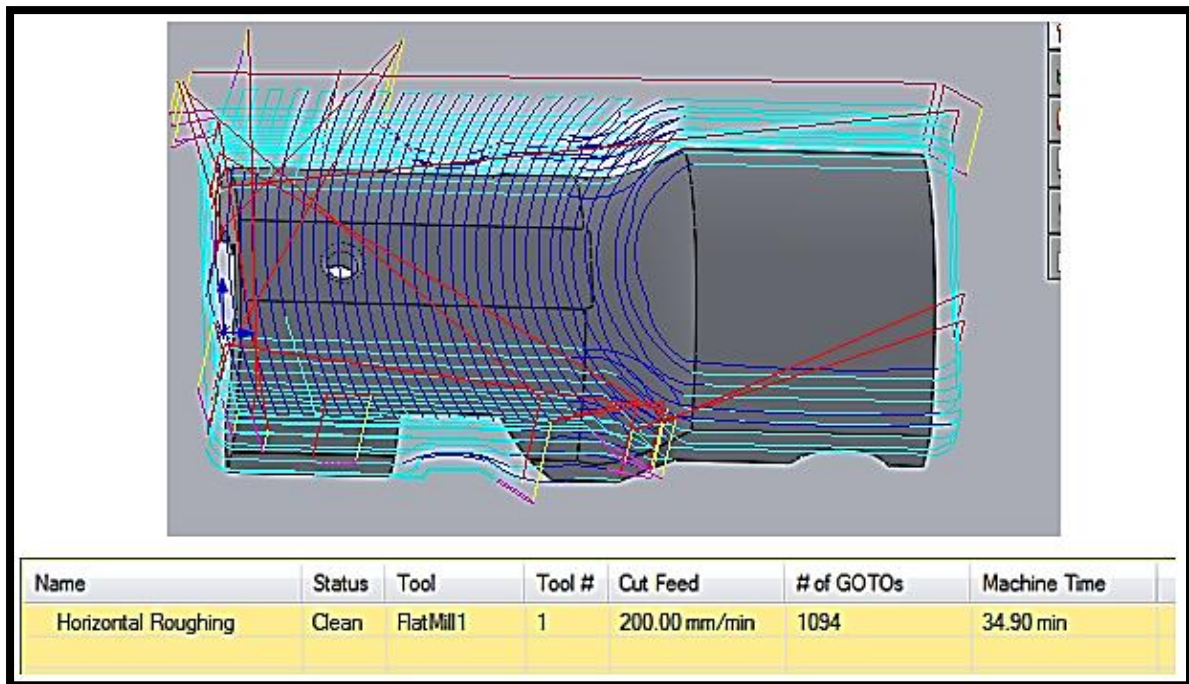 Name Status Tool Tool # Cut Feed # of GOTOs Machine Time
Horizontal Roughing Clean FlatMill1 1 200.00 mm/min 1094 34.90 min